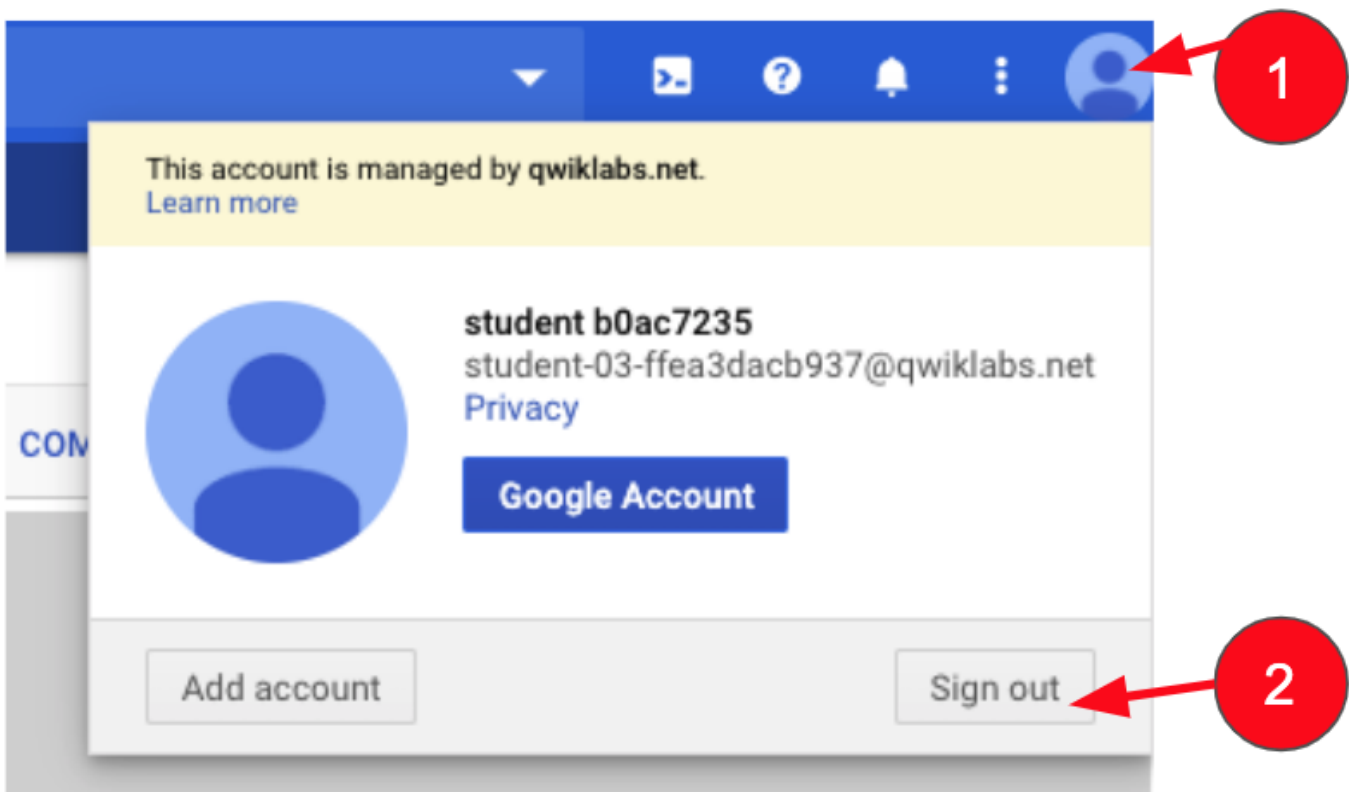 1
This account is managed by qwiklabs.net.
Learn more
student b0ac7235
student-03-ffea3dacb937@qwiklabs.net
Privacy
COM
Google Account
Add account
Sign out
2